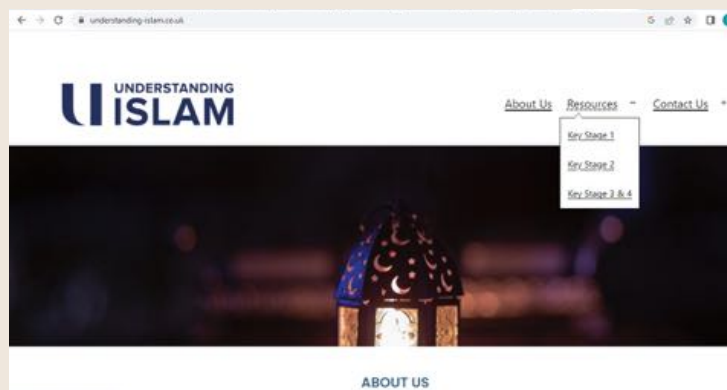 understanding-islam.co.uk
UNDERSTANDING
ISLAM
About Us Resources Contact Us
Key Stage 1
Key Stage 2
Key Stage 3 & 4
ABOUT US